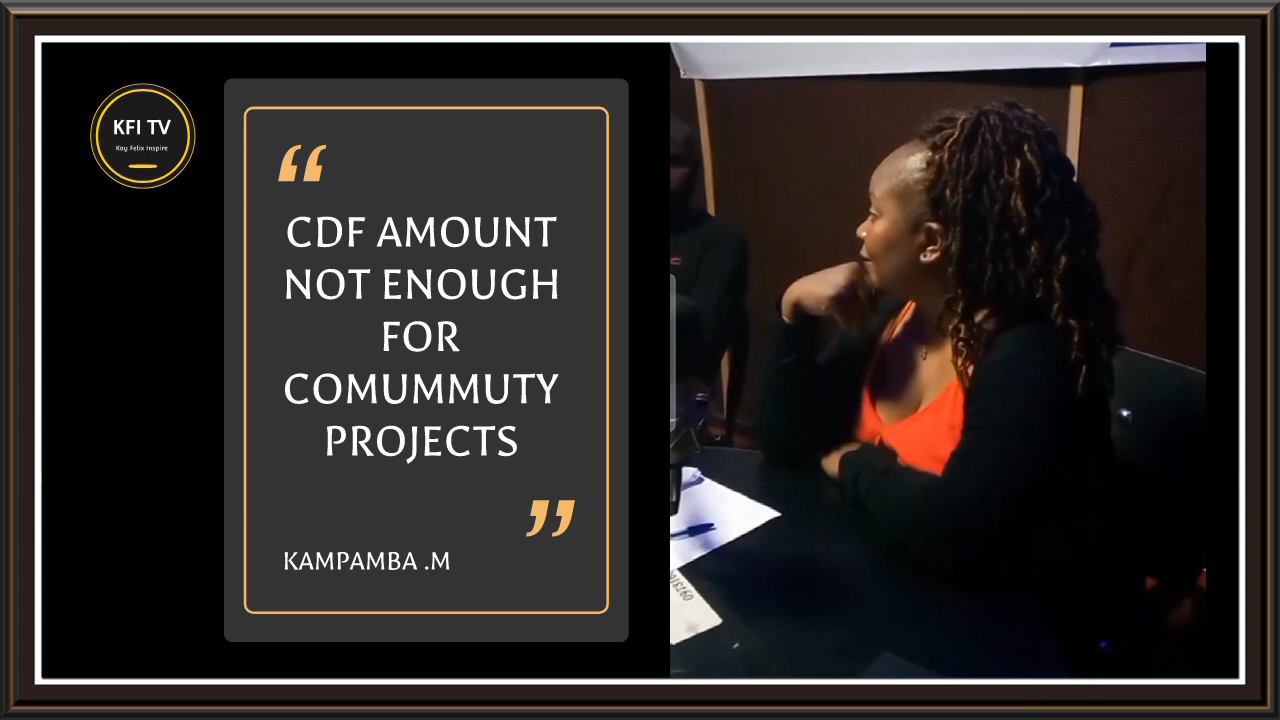 KFI TV
Kay Felix Inspire
“
CDF AMOUNT
NOT ENOUGH
FOR
COMUMMUTY
PROJECTS
”
KAMPAMBA .M